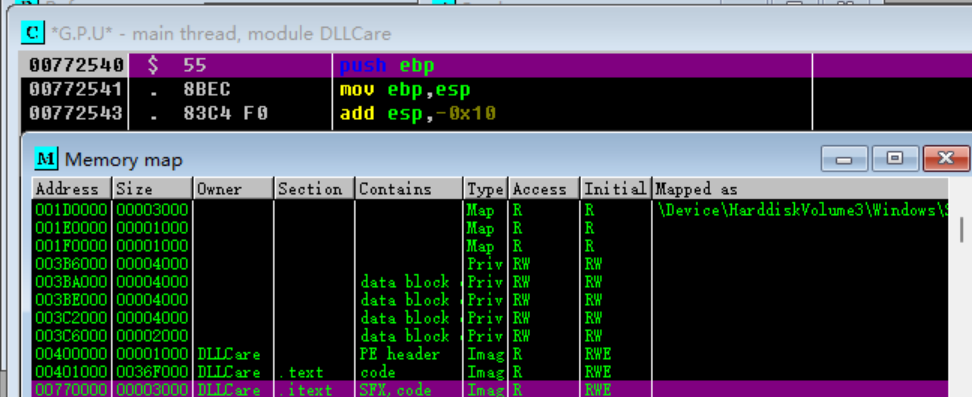 C *G.P.U* - main thread, module DLLCare
00772540 $ 55 push ebp
00772541 . 8BEC mov ebp,esp
00772543 . 83C4 F0 add esp,-0x10
M Memory map
Address Size Owner Section Contains Type Access Initial Mapped as
001D0000 00003000 Map R R \Device\HarddiskVolume3\Windows\S
001E0000 00001000 Map R R
001F0000 00001000 Map R R
003B6000 00004000 Priv RW RW
003BA000 00004000 data block Priv RW RW
003BE000 00004000 data block Priv RW RW
003C2000 00004000 data block Priv RW RW
003C6000 00002000 data block Priv RW RW
00400000 00001000 DLLCare PE header Imag R RWE
00401000 0036F000 DLLCare .text code Imag R RWE
00770000 00003000 DLLCare .itext SFX,code Imag R RWE